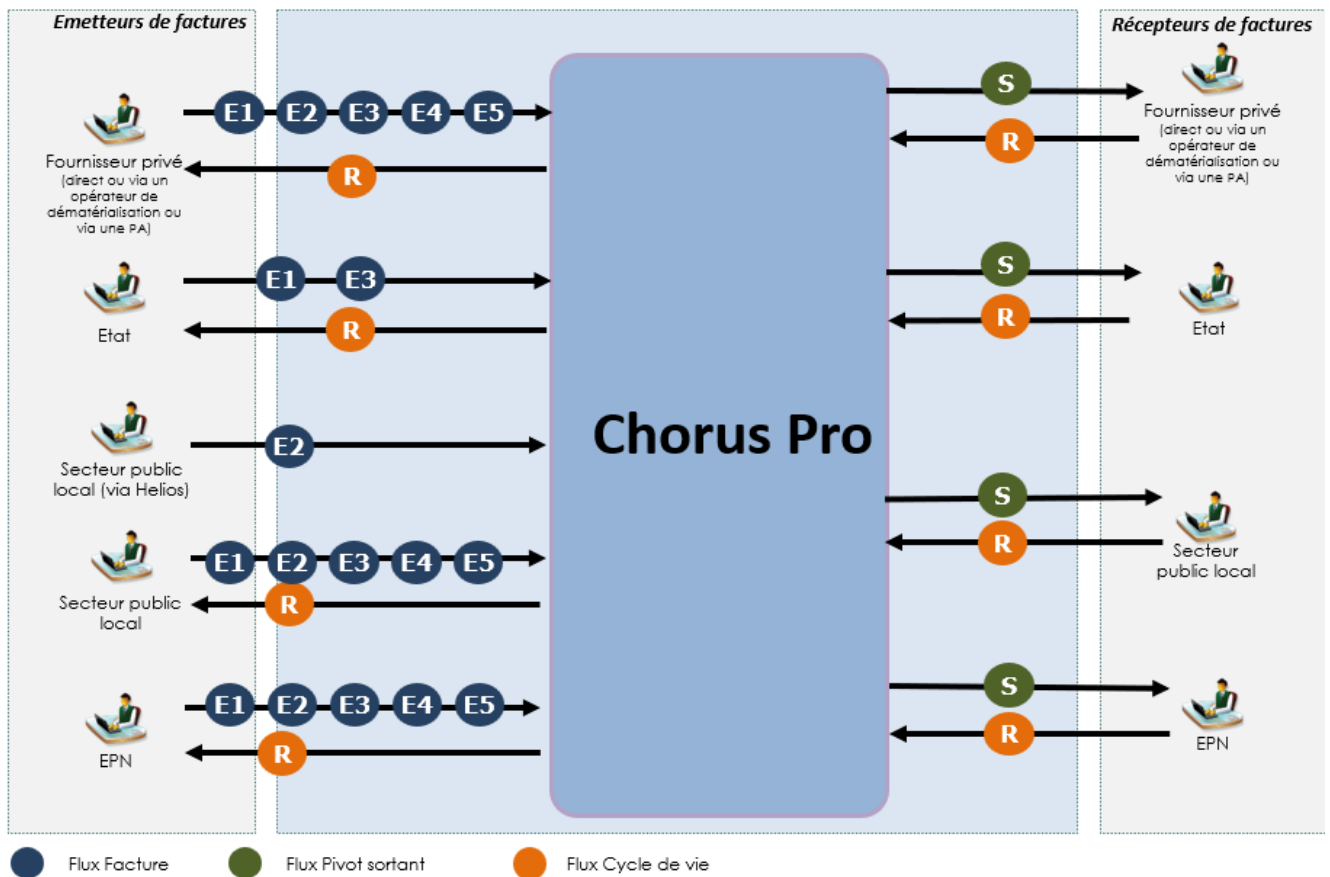 Emetteurs de factures
Récepteurs de factures
E1 E2 E3 E4 E5
R
Fournisseur privé
(direct ou via un
opérateur de
dématérialisation ou
via une PA)
S
R
Fournisseur privé
(direct ou via un
opérateur de
dématérialisation ou
via une PA)
E1 E3
R
Etat
S
R
Etat
Chorus Pro
E2
Secteur public
local (via Helios)
E1 E2 E3 E4 E5
R
Secteur public
local
S
R
Secteur
public local
E1 E2 E3 E4 E5
R
EPN
S
R
EPN
Flux Facture
Flux Pivot sortant
Flux Cycle de vie